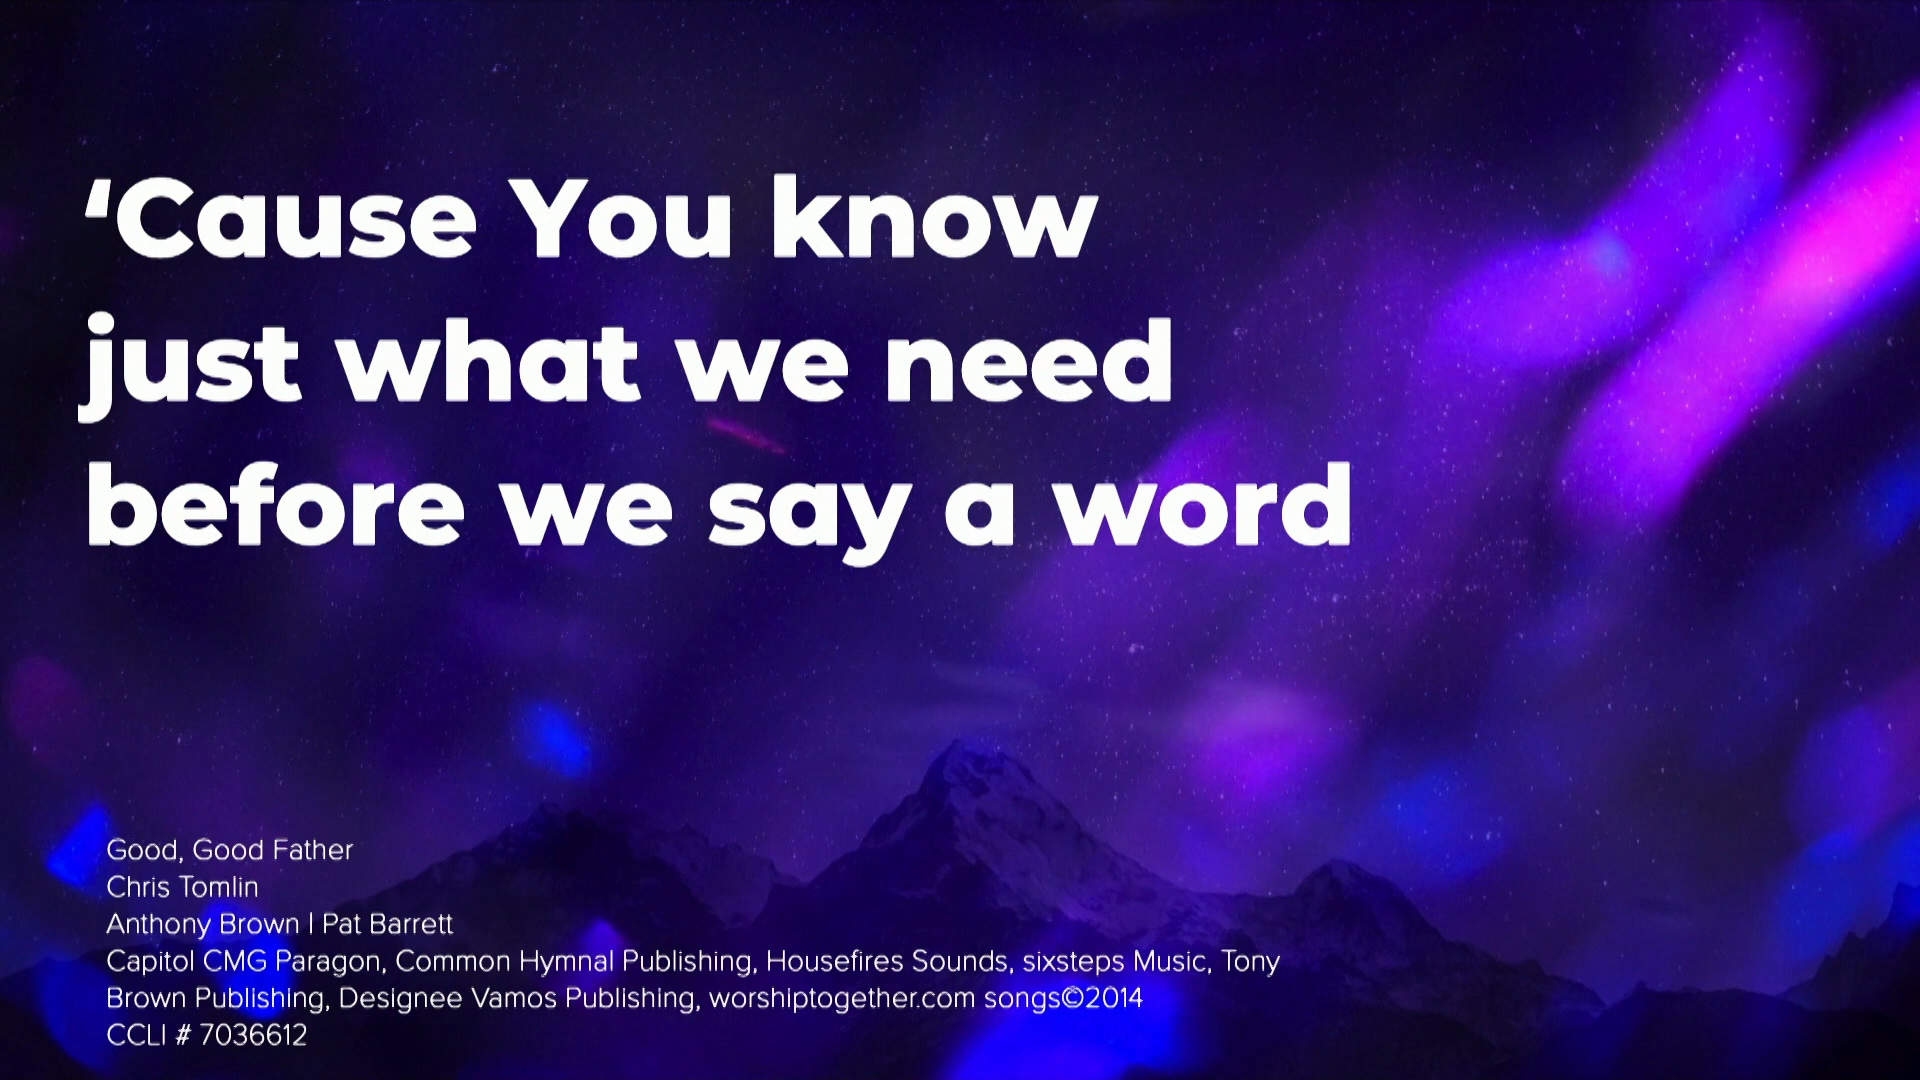 ‘Cause You know
just what we need
before we say a word
Good, Good Father
Chris Tomlin
Anthony Brown | Pat Barrett
Capitol CMG Paragon, Common Hymnal Publishing, Housefires Sounds, sixsteps Music, Tony
Brown Publishing, Designee Vamos Publishing, worshiptogether.com songs©2014
CCLI # 7036612